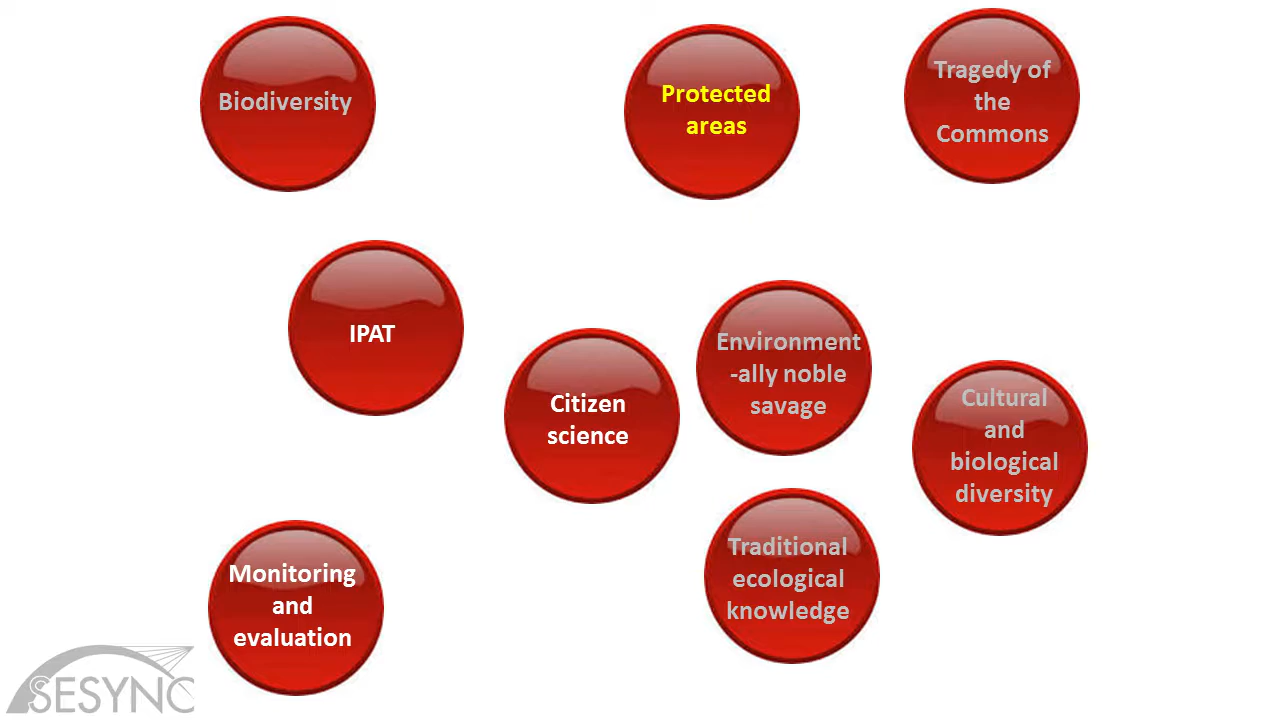 Biodiversity
Protected
areas
Tragedy of
the
Commons
IPAT
Citizen
science
Environment
-ally noble
savage
Cultural
and
biological
diversity
Monitoring
and
evaluation
Traditional
ecological
knowledge
SESYNC